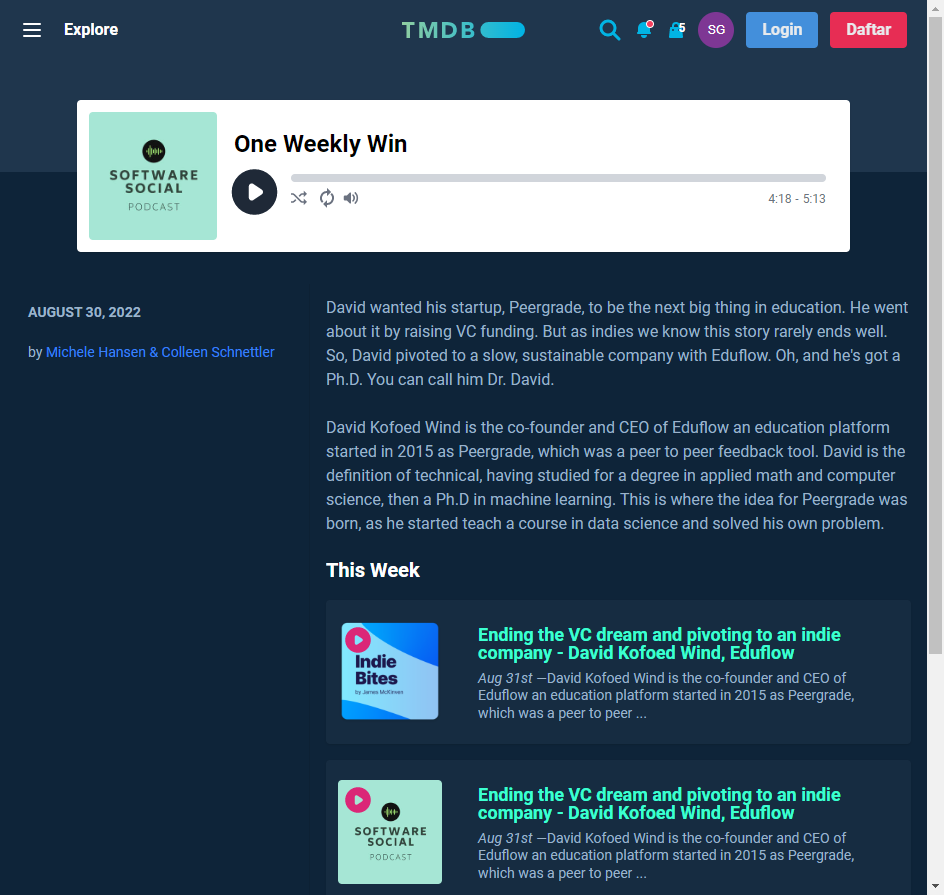 Explore
TMDB
5
SG
Login
Daftar
SOFTWARE
SOCIAL
PODCAST
One Weekly Win
4:18 - 5:13
AUGUST 30, 2022
by Michele Hansen & Colleen Schnettler
David wanted his startup, Peergrade, to be the next big thing in education. He went
about it by raising VC funding. But as indies we know this story rarely ends well.
So, David pivoted to a slow, sustainable company with Eduflow. Oh, and he's got a
Ph.D. You can call him Dr. David.
David Kofoed Wind is the co-founder and CEO of Eduflow an education platform
started in 2015 as Peergrade, which was a peer to peer feedback tool. David is the
definition of technical, having studied for a degree in applied math and computer
science, then a Ph.D in machine learning. This is where the idea for Peergrade was
born, as he started teach a course in data science and solved his own problem.
This Week
Indie
Bites
by James McKinven
Ending the VC dream and pivoting to an indie
company - David Kofoed Wind, Eduflow
Aug 31st —David Kofoed Wind is the co-founder and CEO of
Eduflow an education platform started in 2015 as Peergrade,
which was a peer to peer ...
SOFTWARE
SOCIAL
PODCAST
Ending the VC dream and pivoting to an indie
company - David Kofoed Wind, Eduflow
Aug 31st —David Kofoed Wind is the co-founder and CEO of
Eduflow an education platform started in 2015 as Peergrade,
which was a peer to peer ...